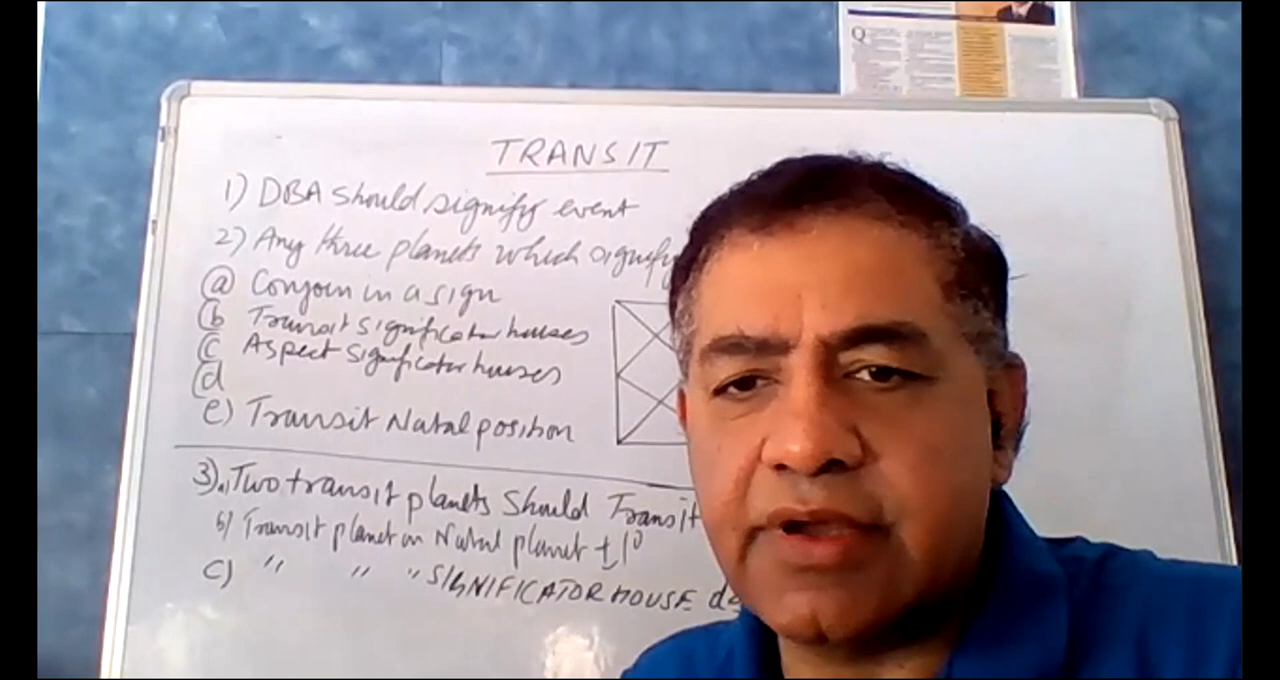 Q
TRANSIT
1) DBA should signify event
2) Any three planets which signify
(a) Conjoin in a sign
(b) Transit significator houses
(c) Aspect significator houses
(d)
e) Transit Natal position
3). Two transit planets Should Transit
b) Transit planet on Natal planet ± 1°
c) " " " SIGNIFICATOR HOUSE